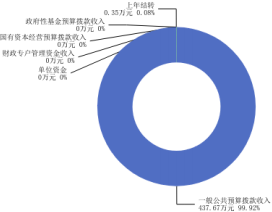 上年结转
0.35万元 0.08%
政府性基金预算拨款收入
0万元 0%
国有资本经营预算拨款收入
0万元 0%
财政专户管理资金收入
0万元 0%
单位资金
0万元 0%
一般公共预算拨款收入
437.67万元 99.92%